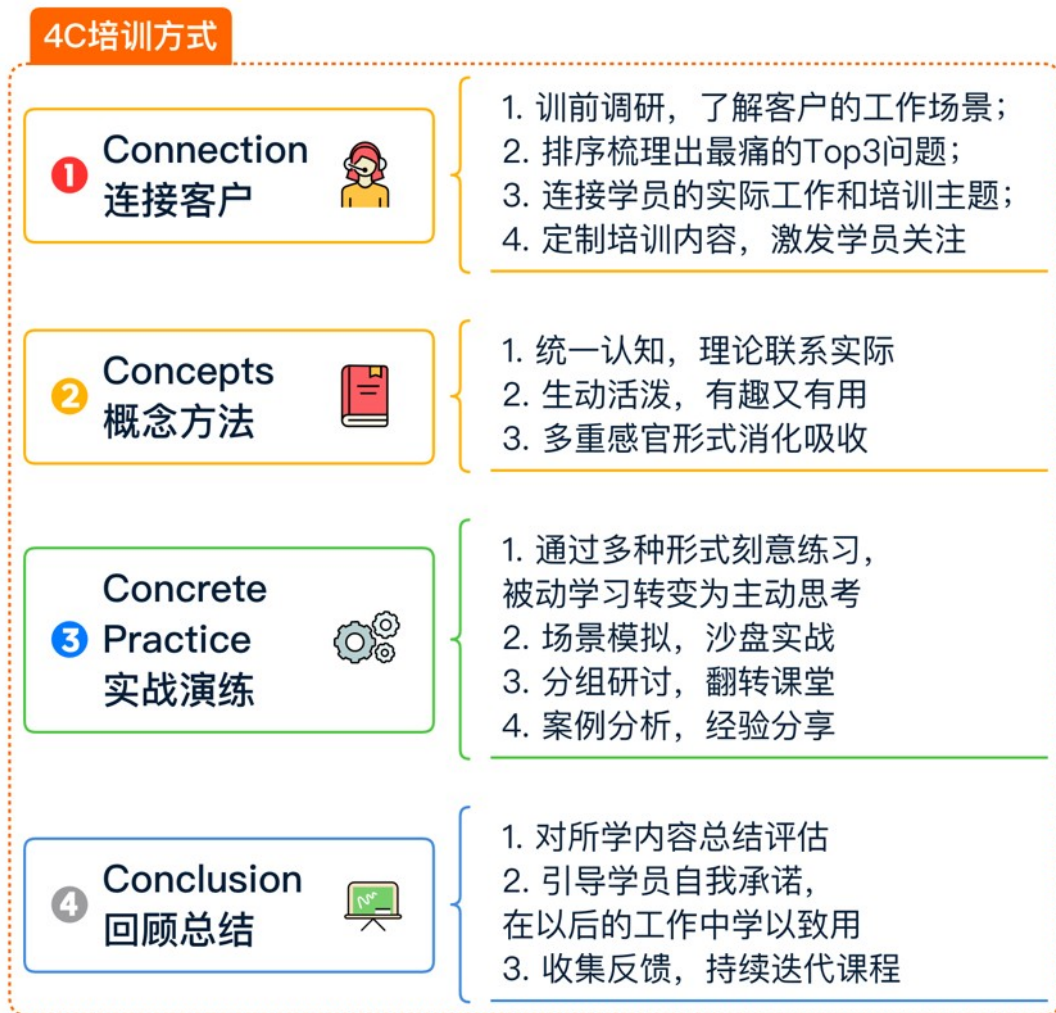 4C培训方式
1
Connection
连接客户
1. 训前调研，了解客户的工作场景；
2. 排序梳理出最痛的Top3问题；
3. 连接学员的实际工作和培训主题；
4. 定制培训内容，激发学员关注
2
Concepts
概念方法
1. 统一认知，理论联系实际
2. 生动活泼，有趣又有用
3. 多重感官形式消化吸收
3
Concrete
Practice
实战演练
1. 通过多种形式刻意练习，
被动学习转变为主动思考
2. 场景模拟，沙盘实战
3. 分组研讨，翻转课堂
4. 案例分析，经验分享
4
Conclusion
回顾总结
1. 对所学内容总结评估
2. 引导学员自我承诺，
在以后的工作中学以致用
3. 收集反馈，持续迭代课程